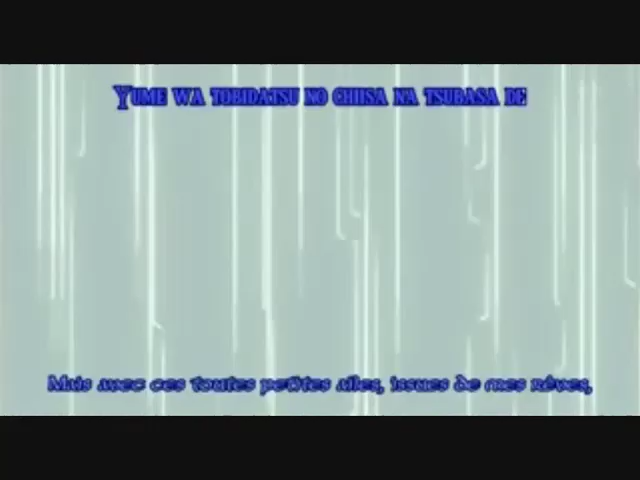 Yume wa tobidatsu no chiisa na tsubasa de
Mais avec ces toutes petites ailes, issues de mes rêves,